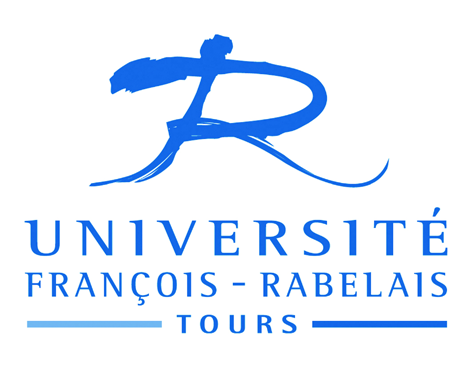 R
UNIVERSITÉ
FRANÇOIS - RABELAIS
TOURS